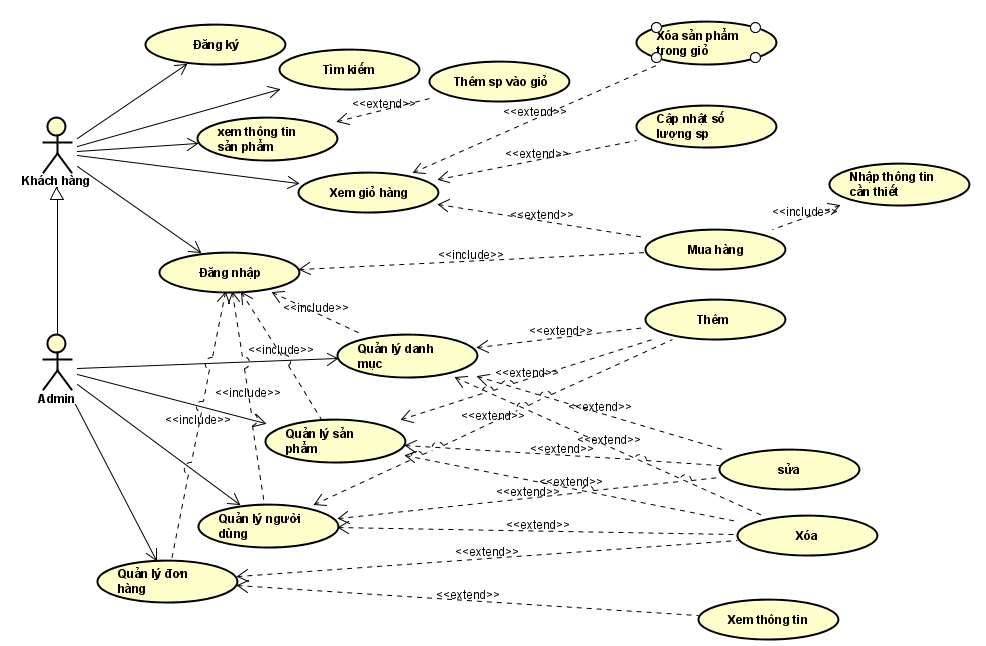 Đăng ký
Xóa sản phẩm
trong giỏ
Tìm kiếm
Thêm sp vào giỏ
<<extend>>
<<extend>>
xem thông tin
sản phẩm
Cập nhật số
lượng sp
<<extend>>
Khách hàng
Xem giỏ hàng
Nhập thông tin
cần thiết
<<extend>>
<<include>>
Mua hàng
<<include>>
Đăng nhập
<<include>>
Thêm
<<extend>>
<<include>>
Quản lý danh
mục
<<extend>>
Admin
<<include>>
<<extend>>
<<include>>
<<extend>>
Quản lý sản
phẩm
<<extend>>
sửa
<<extend>>
<<extend>>
Quản lý người
dùng
<<extend>>
Xóa
<<extend>>
Quản lý đơn
hàng
<<extend>>
Xem thông tin